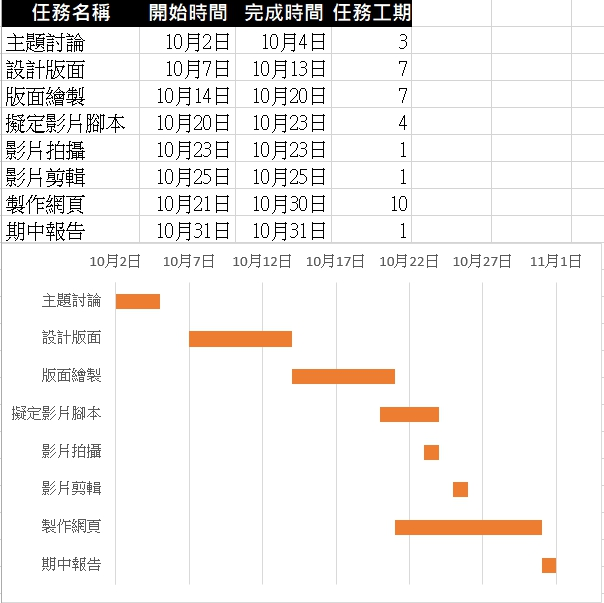 任務名稱 開始時間 完成時間 任務工期
主題討論 10月2日 10月4日 3
設計版面 10月7日 10月13日 7
版面繪製 10月14日 10月20日 7
擬定影片腳本 10月20日 10月23日 4
影片拍攝 10月23日 10月23日 1
影片剪輯 10月25日 10月25日 1
製作網頁 10月21日 10月30日 10
期中報告 10月31日 10月31日 1
10月2日 10月7日 10月12日 10月17日 10月22日 10月27日 11月1日
主題討論
設計版面
版面繪製
擬定影片腳本
影片拍攝
影片剪輯
製作網頁
期中報告